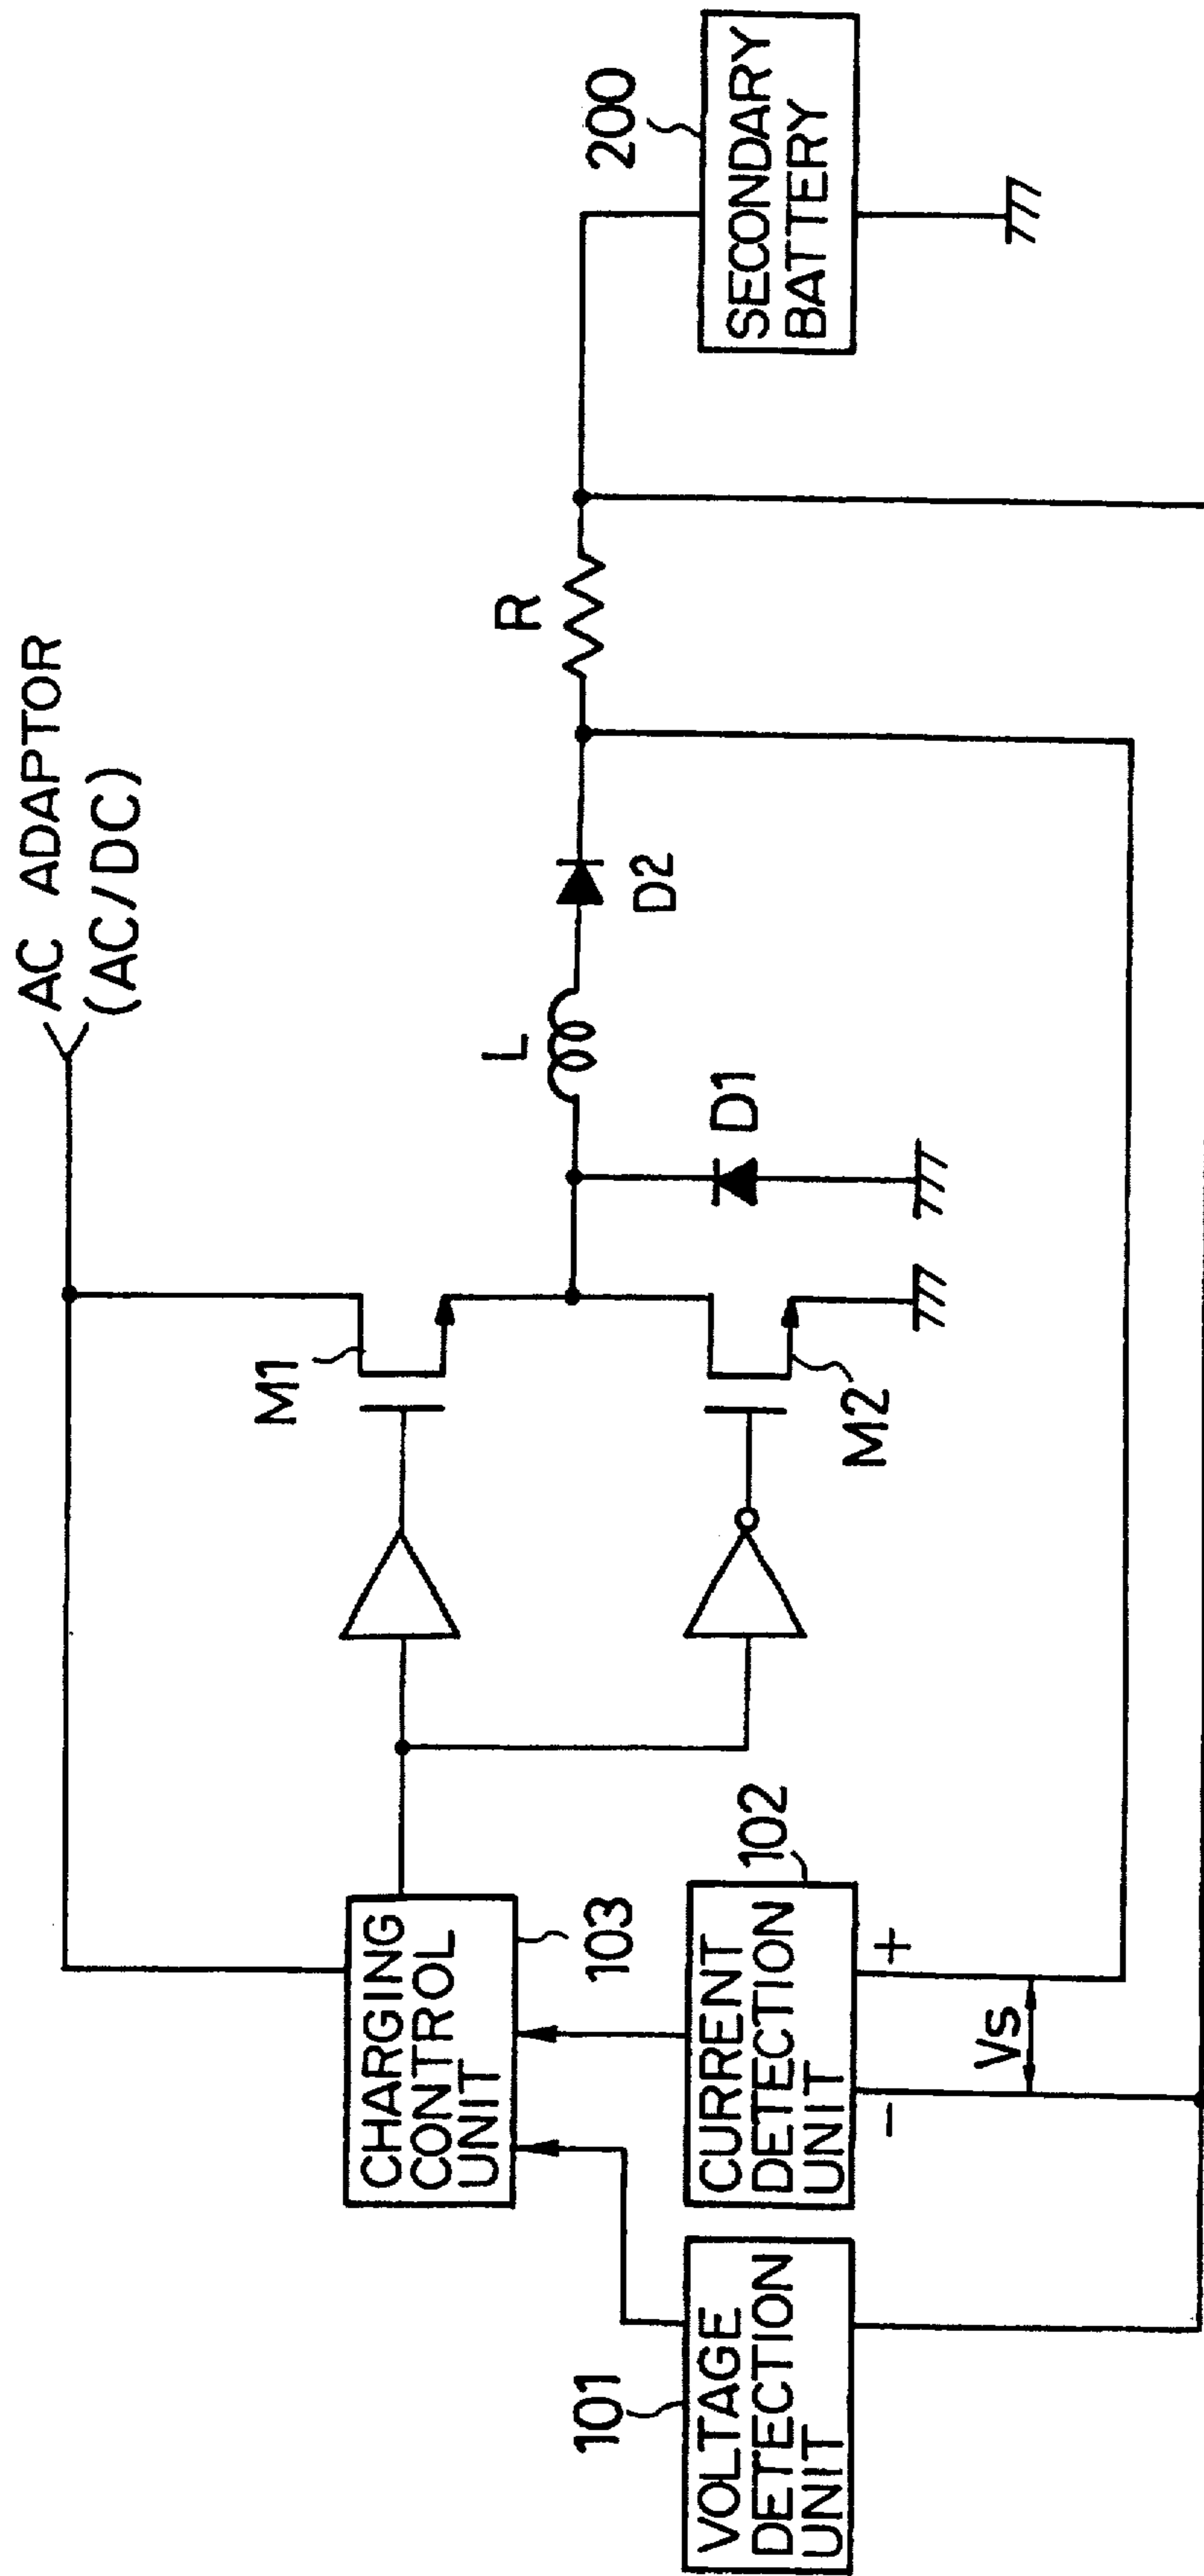 AC ADAPTOR
(AC/DC)
200
SECONDARY
BATTERY
R
D2
L
D1
M1
M2
103
CHARGING
CONTROL
UNIT
102
CURRENT
DETECTION
UNIT
+
Vs
−
101
VOLTAGE
DETECTION
UNIT